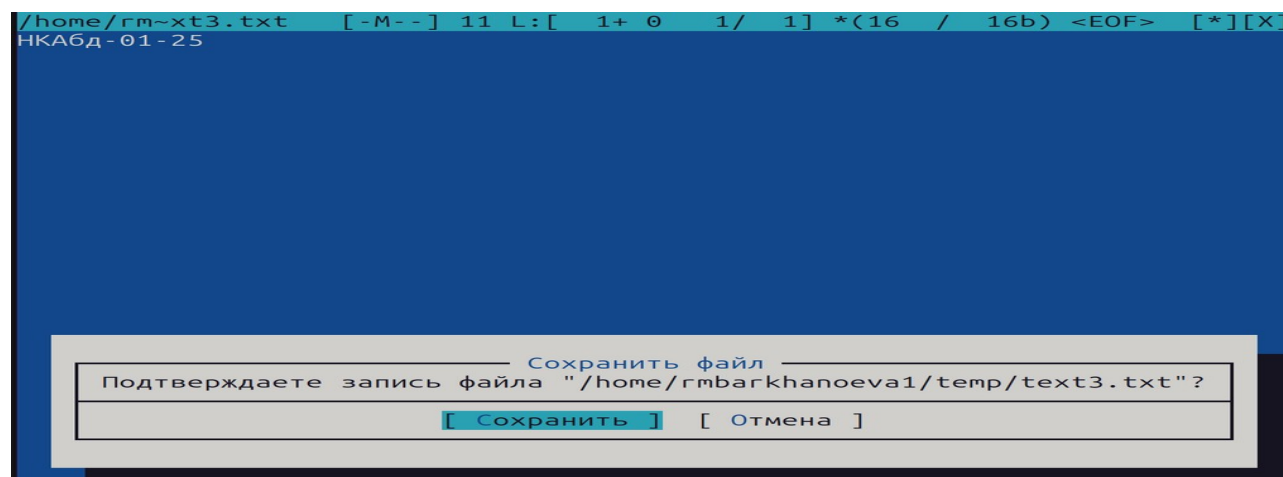 /home/rm~xt3.txt [-M--] 11 L:[ 1+ 0 1/ 1] *(16 / 16b) <EOF> [*][X]
НКАбд-01-25
Сохранить файл
Подтверждаете запись файла "/home/rmbarkhanoeva1/temp/text3.txt"?
[ Сохранить ] [ Отмена ]